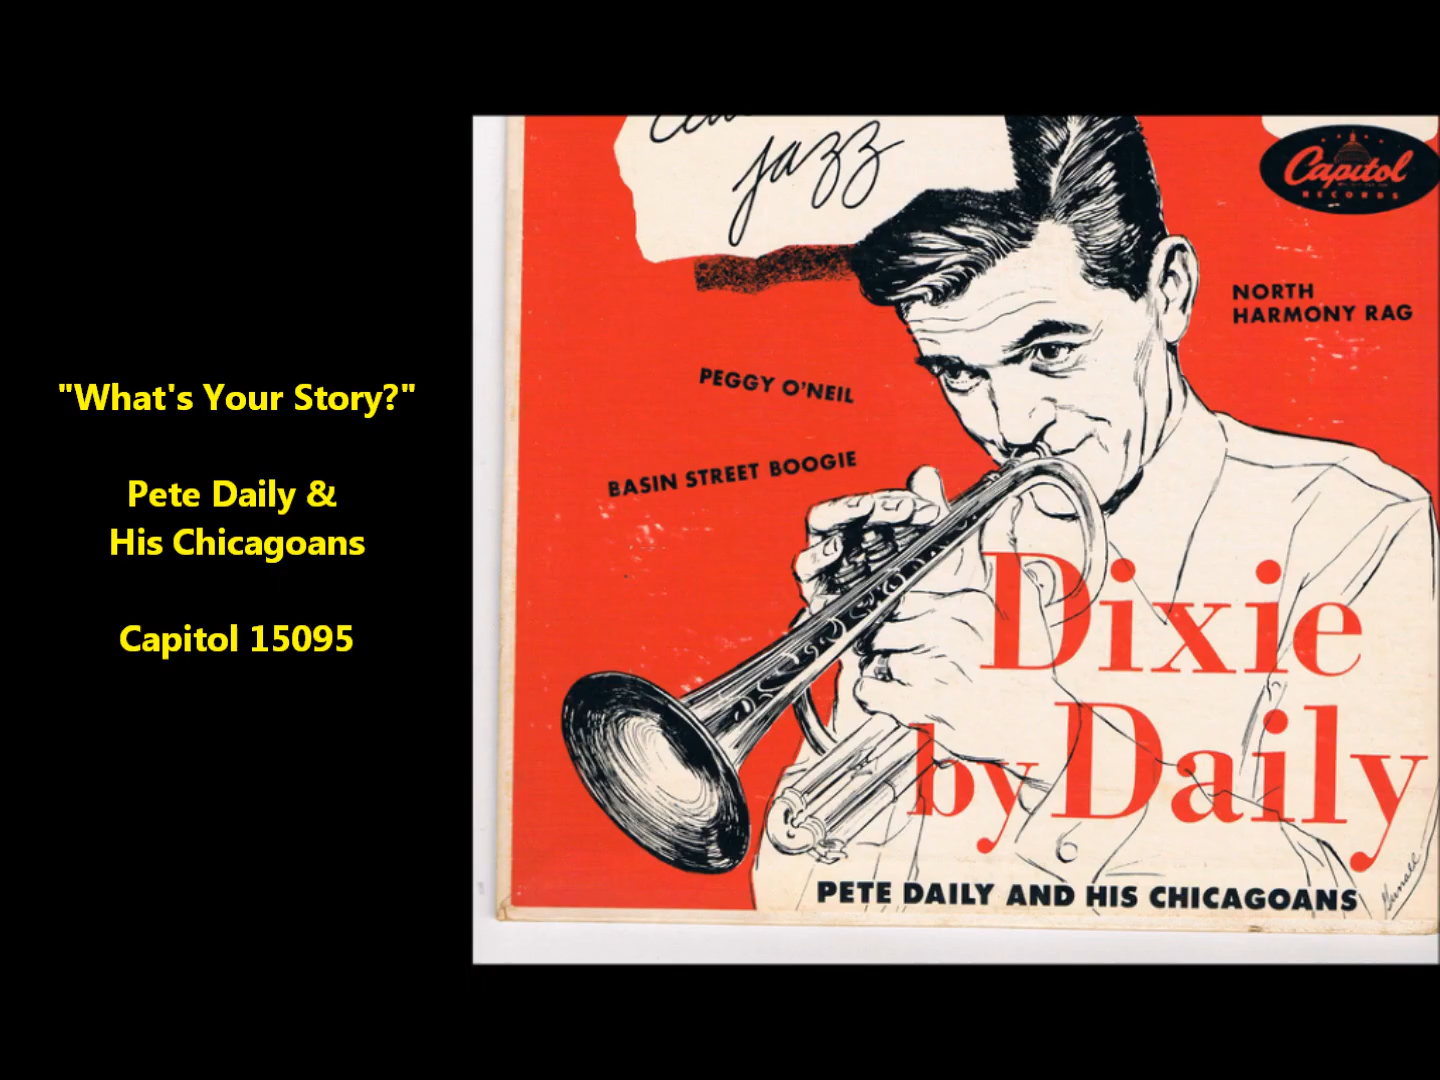 "What's Your Story?"
Pete Daily &
His Chicagoans
Capitol 15095
jazz
Capitol
RECORDS
NORTH
HARMONY RAG
PEGGY O'NEIL
BASIN STREET BOOGIE
Dixie
by Daily
PETE DAILY AND HIS CHICAGOANS